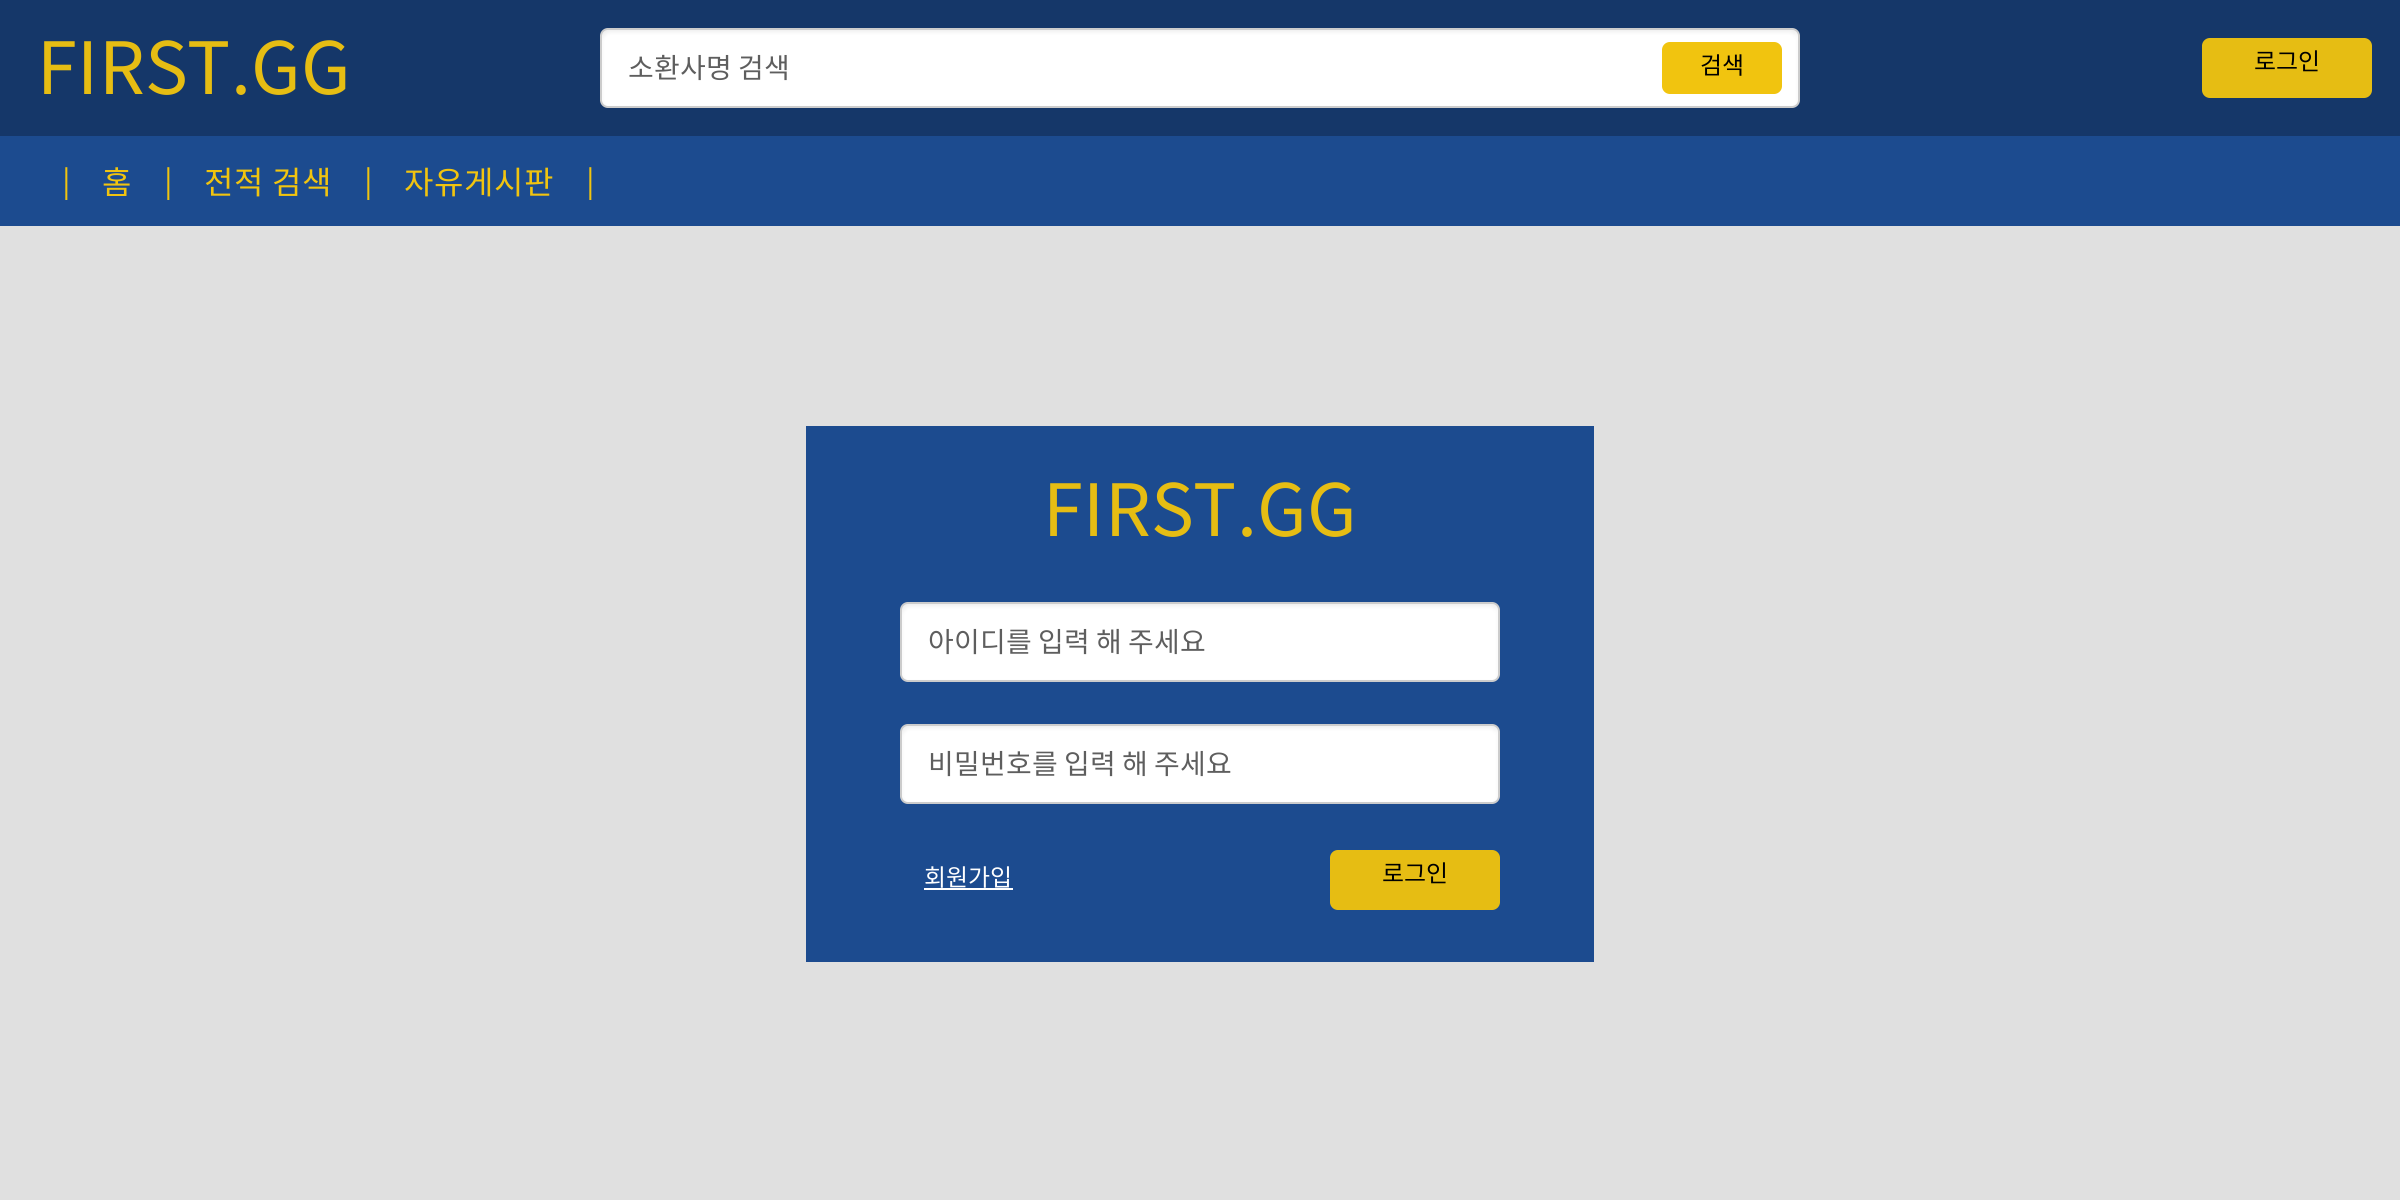 FIRST.GG
소환사명 검색
검색
로그인
| 홈 | 전적 검색 | 자유게시판 |
FIRST.GG
아이디를 입력 해 주세요
비밀번호를 입력 해 주세요
회원가입
로그인